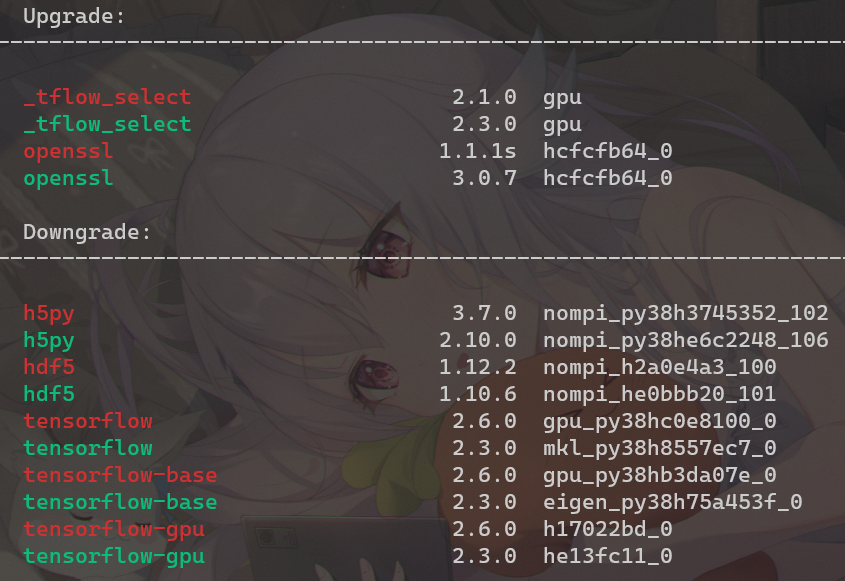 Upgrade:
_tflow_select 2.1.0 gpu
_tflow_select 2.3.0 gpu
openssl 1.1.1s hcfcfb64_0
openssl 3.0.7 hcfcfb64_0
Downgrade:
h5py 3.7.0 nompi_py38h3745352_102
h5py 2.10.0 nompi_py38he6c2248_106
hdf5 1.12.2 nompi_h2a0e4a3_100
hdf5 1.10.6 nompi_he0bbb20_101
tensorflow 2.6.0 gpu_py38hc0e8100_0
tensorflow 2.3.0 mkl_py38h8557ec7_0
tensorflow-base 2.6.0 gpu_py38hb3da07e_0
tensorflow-base 2.3.0 eigen_py38h75a453f_0
tensorflow-gpu 2.6.0 h17022bd_0
tensorflow-gpu 2.3.0 he13fc11_0